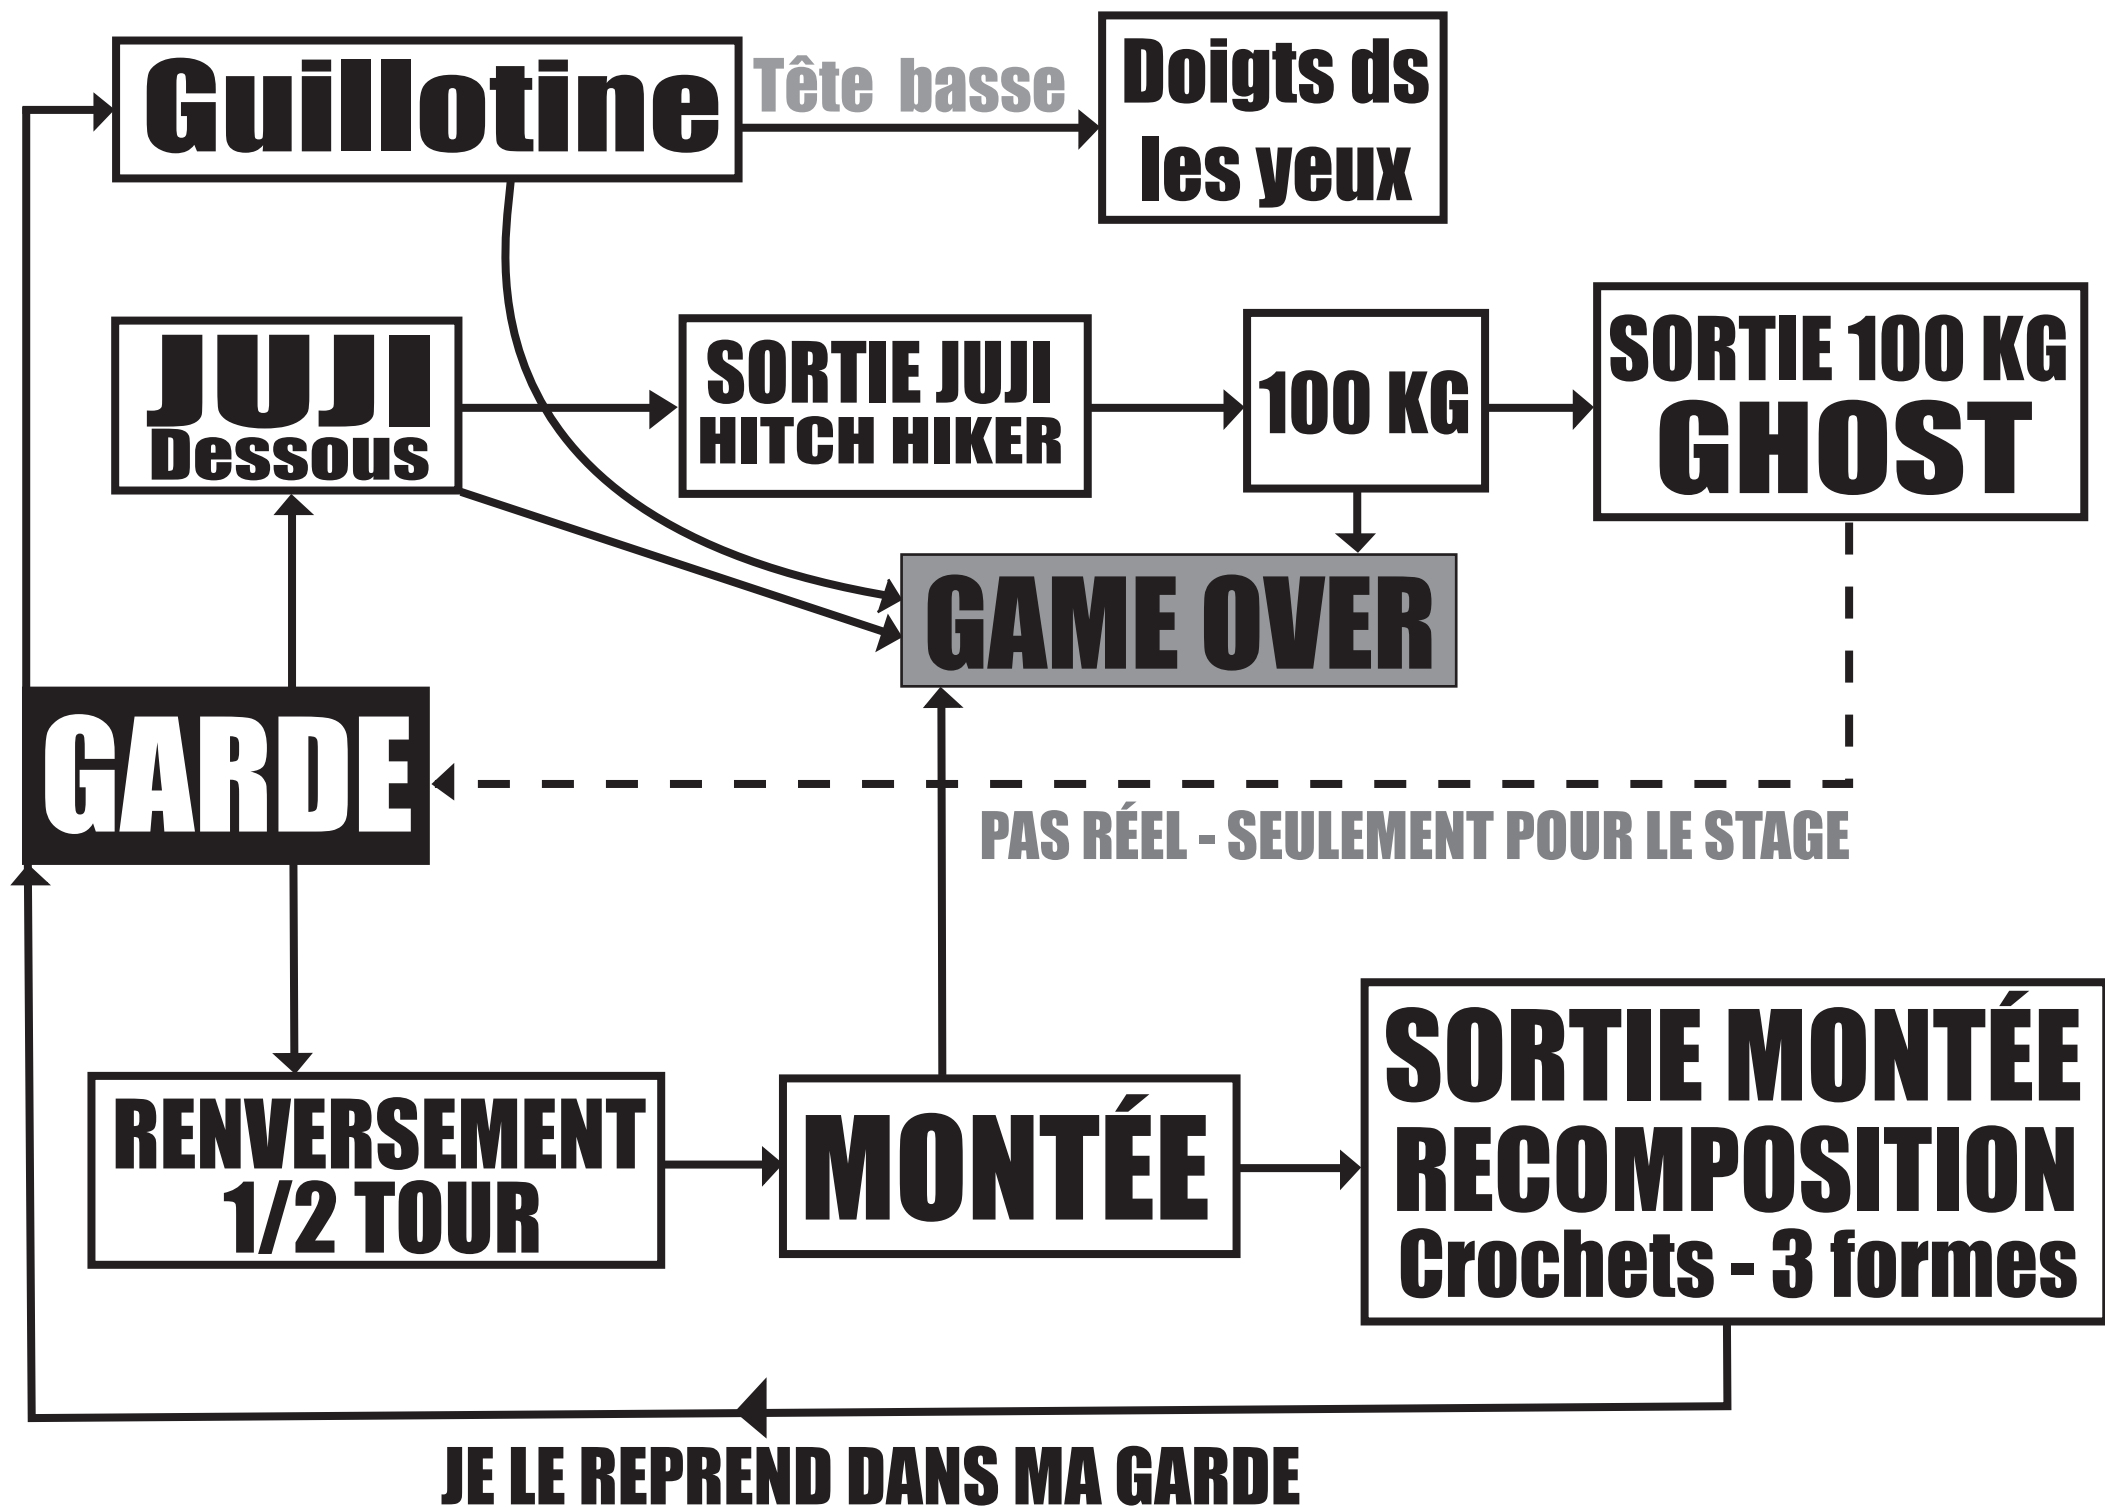 Guillotine
Tête basse
Doigts ds
les yeux
JUJI
Dessous
SORTIE JUJI
HITCH HIKER
100 KG
SORTIE 100 KG
GHOST
GAME OVER
GARDE
PAS RÉEL - SEULEMENT POUR LE STAGE
RENVERSEMENT
1/2 TOUR
MONTÉE
SORTIE MONTÉE
RECOMPOSITION
Crochets - 3 formes
JE LE REPREND DANS MA GARDE